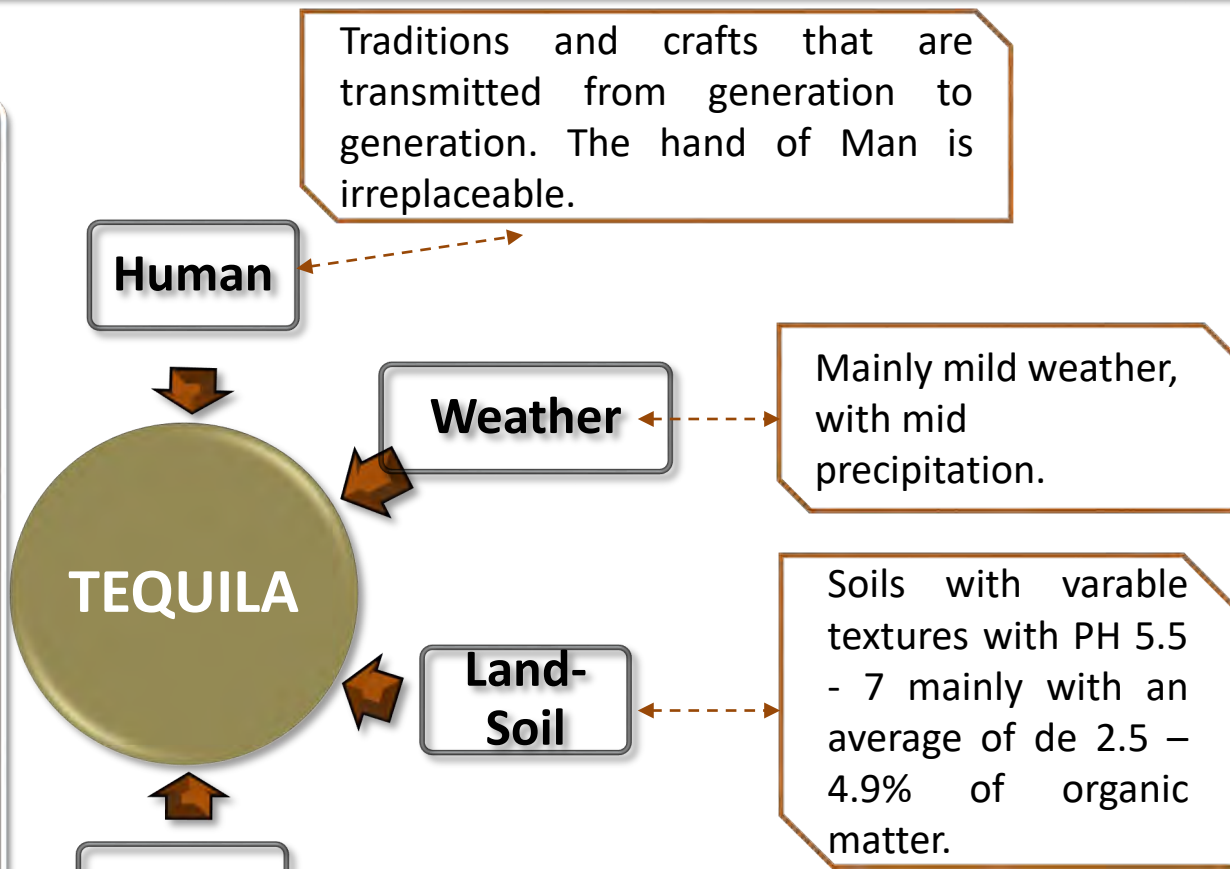 Traditions and crafts that are
transmitted from generation to
generation. The hand of Man is
irreplaceable.
Human
Weather
Mainly mild weather,
with mid
precipitation.
TEQUILA
Land-
Soil
Soils with varable
textures with PH 5.5
- 7 mainly with an
average of de 2.5 –
4.9% of organic
matter.